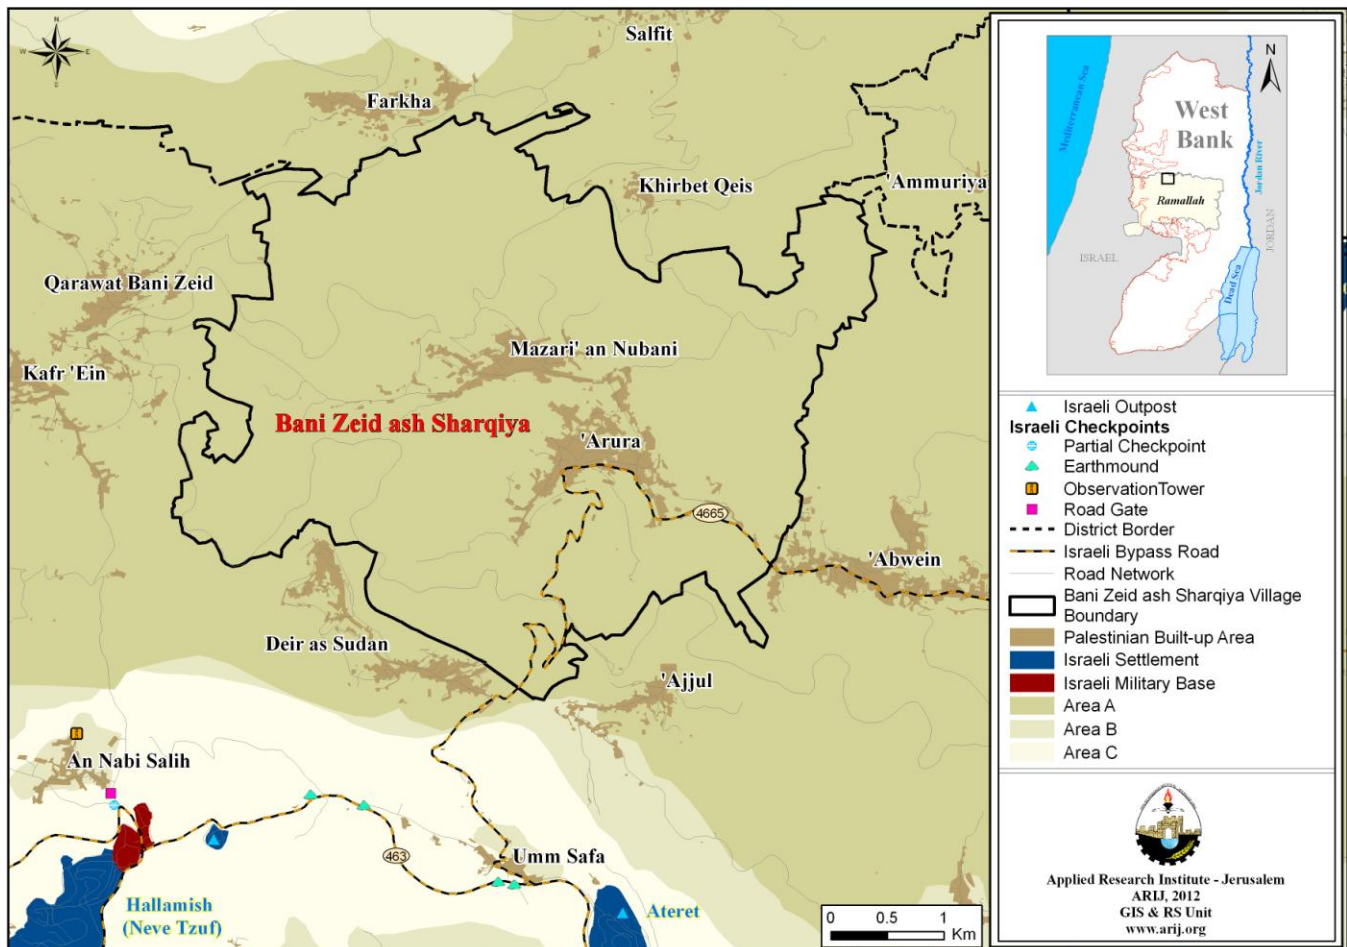 N
W
E
S
Salfit
Farkha
Khirbet Qeis
'Ammuriya
Qarawat Bani Zeid
Mazari' an Nubani
Kafr 'Ein
Bani Zeid ash Sharqiya
'Arura
4665
'Abwein
Deir as Sudan
'Ajjul
An Nabi Salih
463
Umm Safa
Hallamish
(Neve Tzuf)
Ateret
0 0.5 1
Km
N
Mediterranean Sea
West
Bank
Jordan River
Ramallah
ISRAEL
JORDAN
Dead Sea
Israeli Outpost
Israeli Checkpoints
Partial Checkpoint
Earthmound
ObservationTower
Road Gate
District Border
Israeli Bypass Road
Road Network
Bani Zeid ash Sharqiya Village
Boundary
Palestinian Built-up Area
Israeli Settlement
Israeli Military Base
Area A
Area B
Area C
Applied Research Institute - Jerusalem
ARIJ, 2012
GIS & RS Unit
www.arij.org